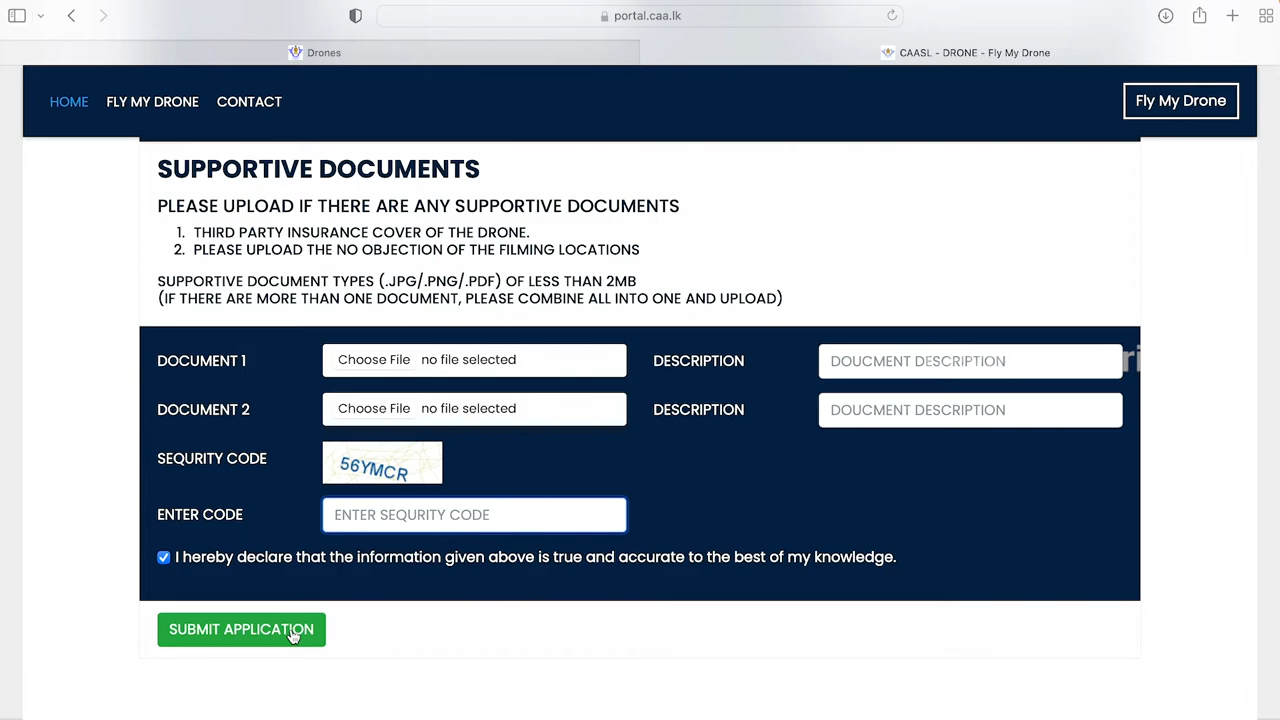 portal.caa.lk
Drones
CAASL - DRONE - Fly My Drone
HOME FLY MY DRONE CONTACT
Fly My Drone
SUPPORTIVE DOCUMENTS
PLEASE UPLOAD IF THERE ARE ANY SUPPORTIVE DOCUMENTS
1. THIRD PARTY INSURANCE COVER OF THE DRONE.
2. PLEASE UPLOAD THE NO OBJECTION OF THE FILMING LOCATIONS
SUPPORTIVE DOCUMENT TYPES (.JPG/.PNG/.PDF) OF LESS THAN 2MB
(IF THERE ARE MORE THAN ONE DOCUMENT, PLEASE COMBINE ALL INTO ONE AND UPLOAD)
DOCUMENT 1 Choose File no file selected DESCRIPTION DOUCMENT DESCRIPTION
DOCUMENT 2 Choose File no file selected DESCRIPTION DOUCMENT DESCRIPTION
SEQURITY CODE 56YMCR
ENTER CODE ENTER SEQURITY CODE
I hereby declare that the information given above is true and accurate to the best of my knowledge.
SUBMIT APPLICATION